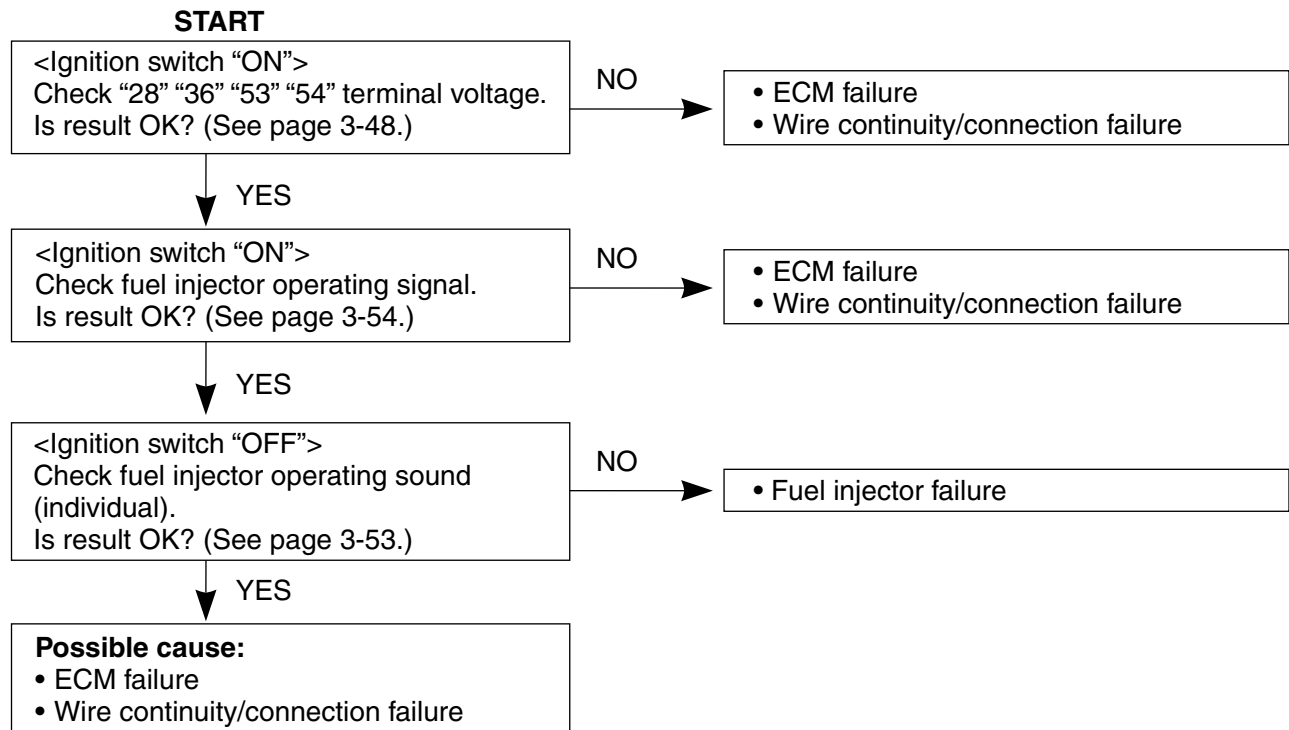 START
<Ignition switch “ON”>
Check “28” “36” “53” “54” terminal voltage.
Is result OK? (See page 3-48.)
NO
• ECM failure
• Wire continuity/connection failure
YES
<Ignition switch “ON”>
Check fuel injector operating signal.
Is result OK? (See page 3-54.)
NO
• ECM failure
• Wire continuity/connection failure
YES
<Ignition switch “OFF”>
Check fuel injector operating sound
(individual).
Is result OK? (See page 3-53.)
NO
• Fuel injector failure
YES
Possible cause:
• ECM failure
• Wire continuity/connection failure